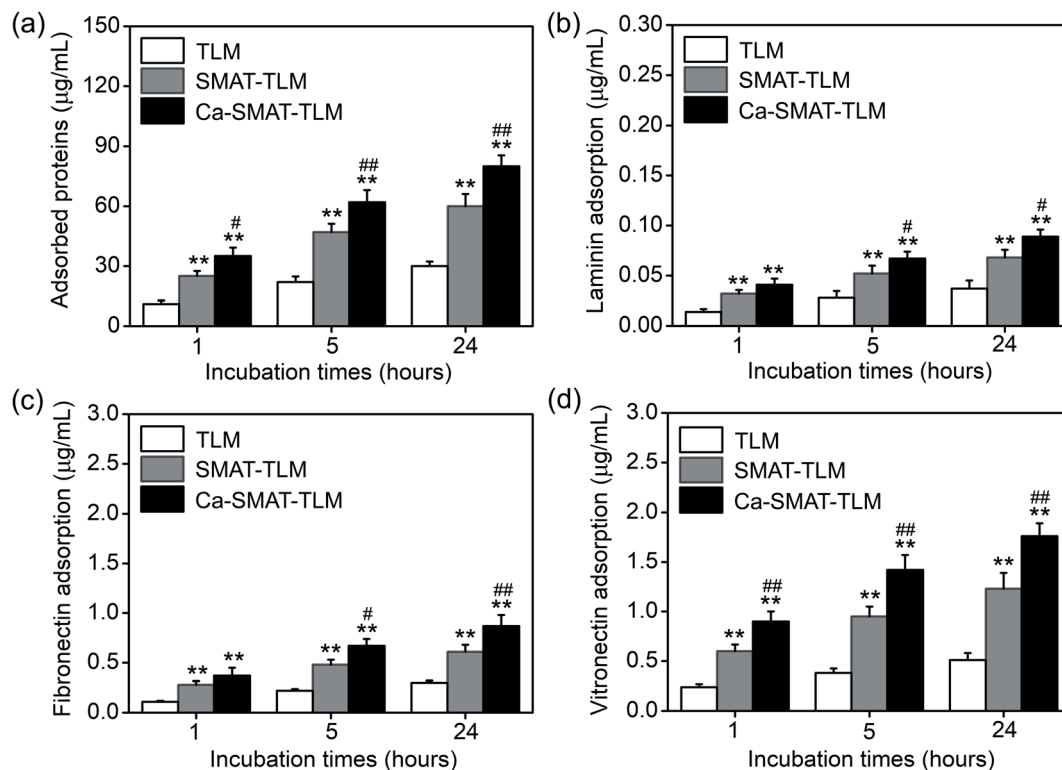 (a)
Adsorbed proteins (μg/mL)
150
120
90
60
30
0
TLM
SMAT-TLM
Ca-SMAT-TLM
** #
**
** ##
**
** ##
**
1 5 24
Incubation times (hours)
(b)
Laminin adsorption (μg/mL)
0.30
0.25
0.20
0.15
0.10
0.05
0.00
TLM
SMAT-TLM
Ca-SMAT-TLM
** **
** #
**
** #
**
1 5 24
Incubation times (hours)
(c)
Fibronectin adsorption (μg/mL)
3.0
2.5
2.0
1.5
1.0
0.5
0.0
TLM
SMAT-TLM
Ca-SMAT-TLM
** **
** #
**
** ##
**
1 5 24
Incubation times (hours)
(d)
Vitronectin adsorption (μg/mL)
3.0
2.5
2.0
1.5
1.0
0.5
0.0
TLM
SMAT-TLM
Ca-SMAT-TLM
** ##
**
** ##
**
** ##
**
1 5 24
Incubation times (hours)